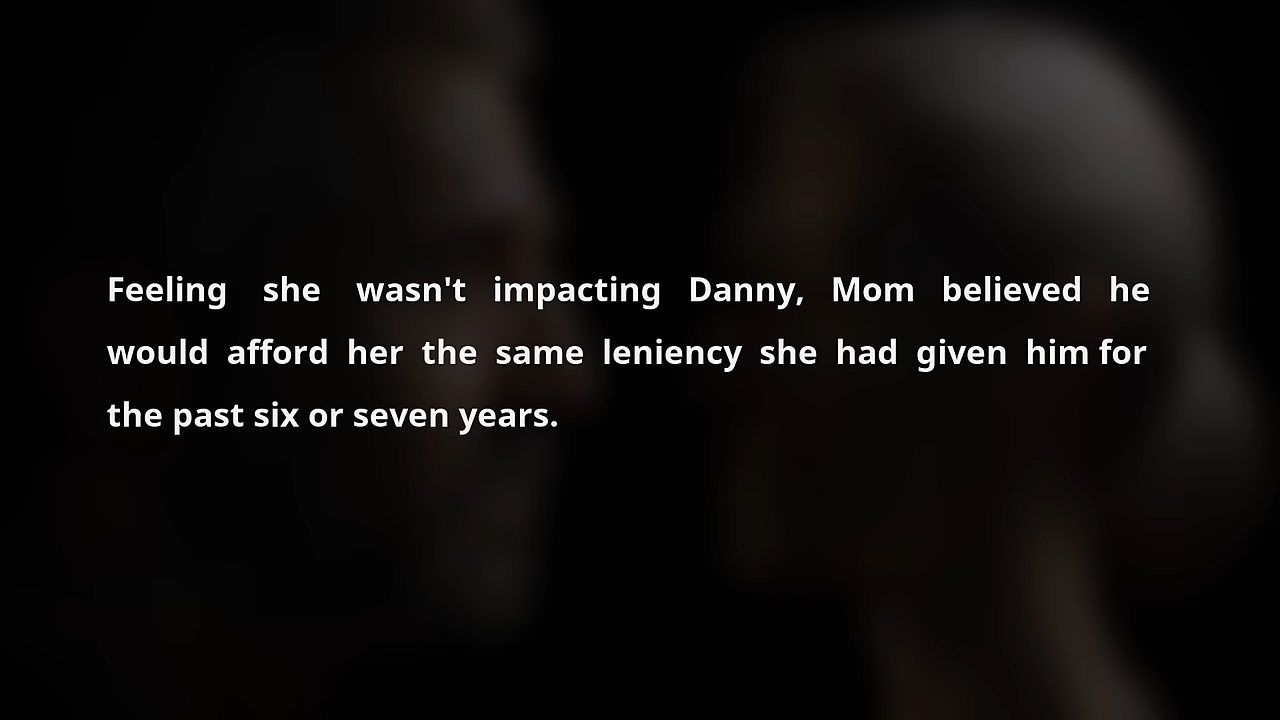 Feeling she wasn't impacting Danny, Mom believed he
would afford her the same leniency she had given him for
the past six or seven years.